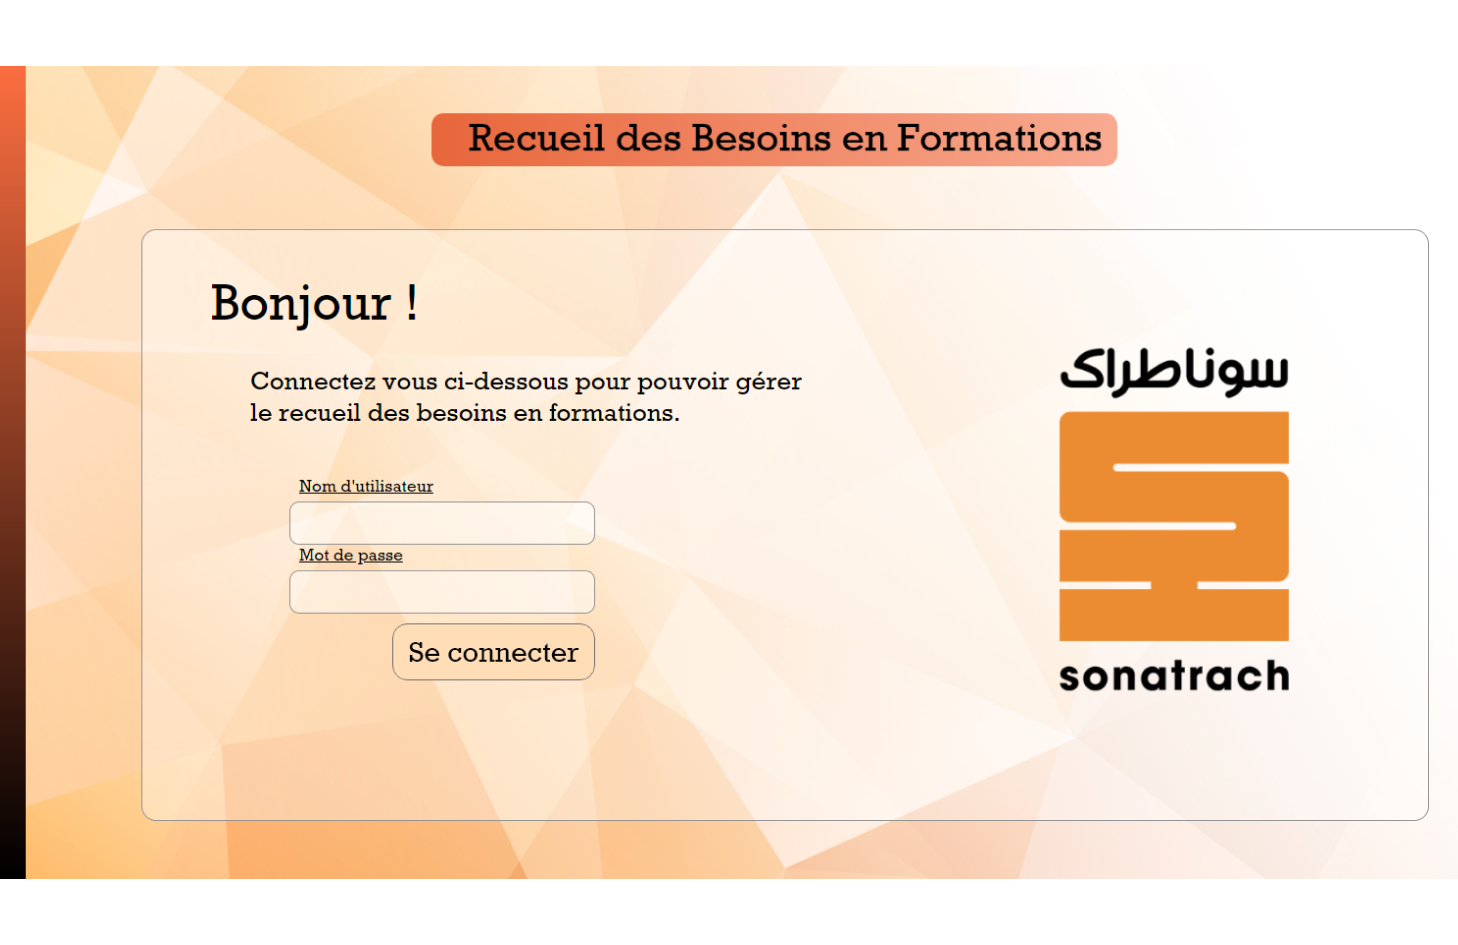 Recueil des Besoins en Formations
Bonjour !
Connectez vous ci-dessous pour pouvoir gérer
le recueil des besoins en formations.
Nom d'utilisateur
Mot de passe
Se connecter
سوناطراک
sonatrach